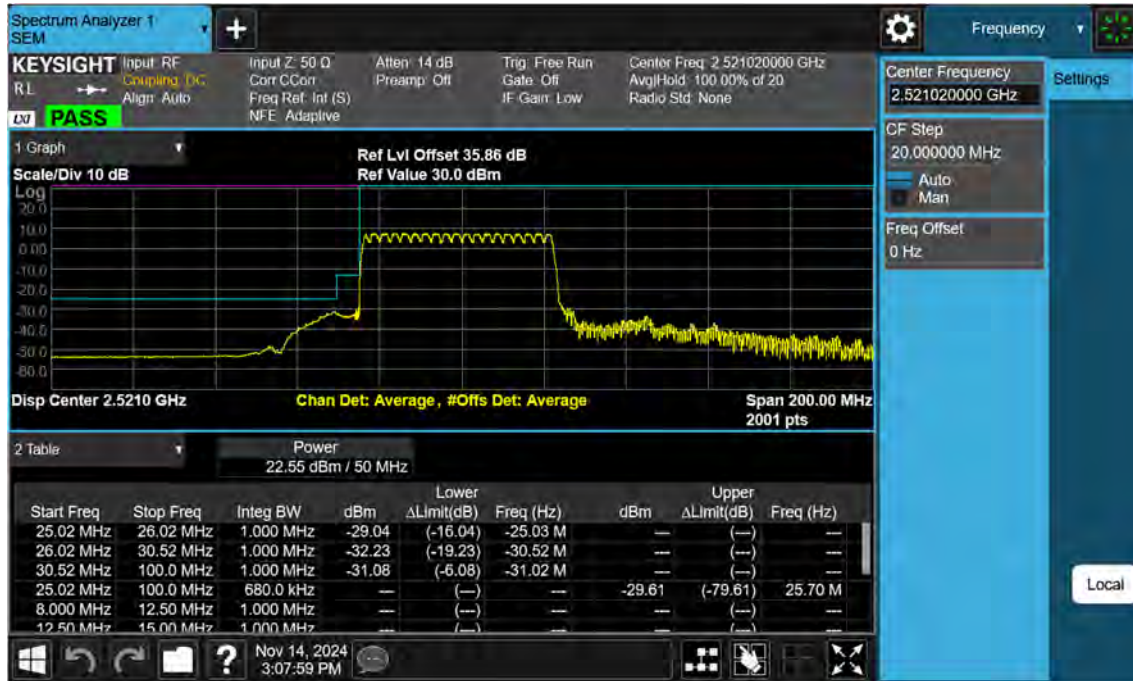 Spectrum Analyzer 1
SEM
+
Frequency
KEYSIGHT
RL
LXI
PASS
Input: RF
Coupling: DC
Align: Auto
Input Z: 50 Ω
Corr CCorr
Freq Ref: Int (S)
NFE: Adaptive
Atten: 14 dB
Preamp: Off
Trig: Free Run
Gate: Off
IF Gain: Low
Center Freq: 2.521020000 GHz
Avg|Hold: 100.00% of 20
Radio Std: None
Center Frequency
2.521020000 GHz
Settings
CF Step
20.000000 MHz
Auto
Man
Freq Offset
0 Hz
1 Graph
Scale/Div 10 dB
Ref Lvl Offset 35.86 dB
Ref Value 30.0 dBm
Log
20.0
10.0
0.00
-10.0
-20.0
-30.0
-40.0
-50.0
-60.0
Disp Center 2.5210 GHz
Chan Det: Average, #Offs Det: Average
Span 200.00 MHz
2001 pts
2 Table
Power
22.55 dBm / 50 MHz
Lower Upper
Start Freq Stop Freq Integ BW dBm ΔLimit(dB) Freq (Hz) dBm ΔLimit(dB) Freq (Hz)
25.02 MHz 26.02 MHz 1.000 MHz -29.04 (-16.04) -25.03 M --- (---) ---
26.02 MHz 30.52 MHz 1.000 MHz -32.23 (-19.23) -30.52 M --- (---) ---
30.52 MHz 100.0 MHz 1.000 MHz -31.08 (-6.08) -31.02 M --- (---) ---
25.02 MHz 100.0 MHz 680.0 kHz --- (---) --- -29.61 (-79.61) 25.70 M
8.000 MHz 12.50 MHz 1.000 MHz --- (---) --- --- (---) ---
12.50 MHz 15.00 MHz 1.000 MHz --- (---) --- --- (---) ---
Local
?
Nov 14, 2024
3:07:59 PM